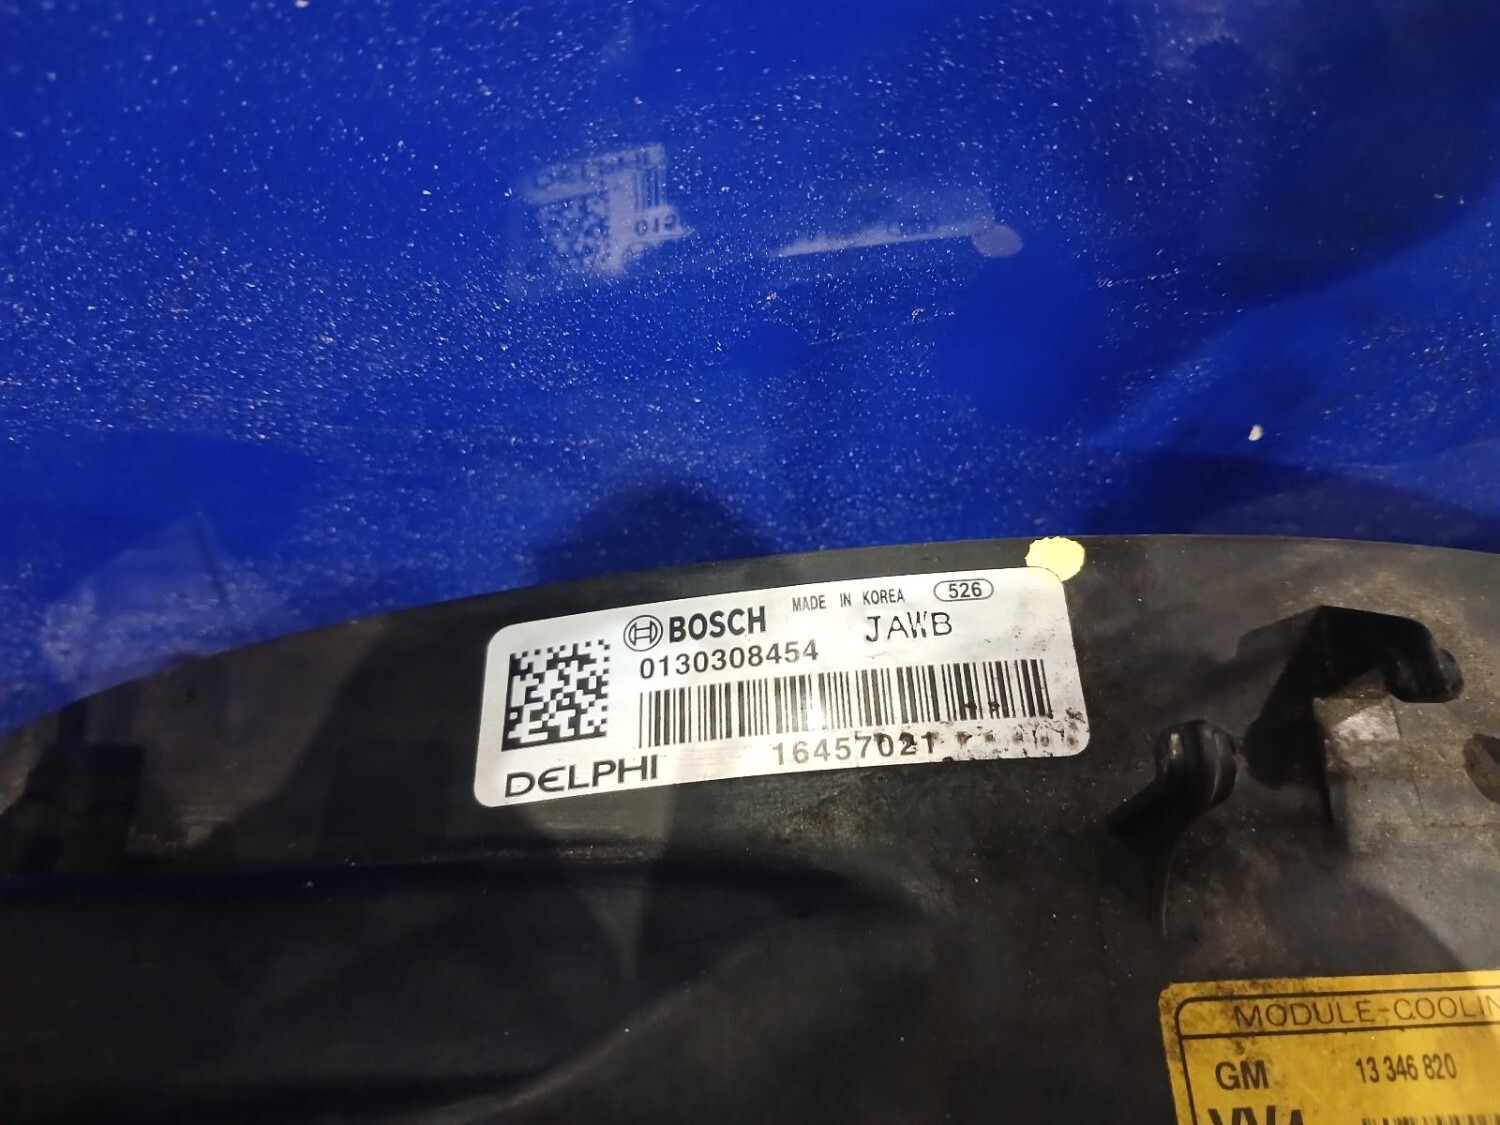 BOSCH MADE IN KOREA 526
0130308454 JAWB
DELPHI 16457021
MODULE-COOLIN
GM 13 346 820